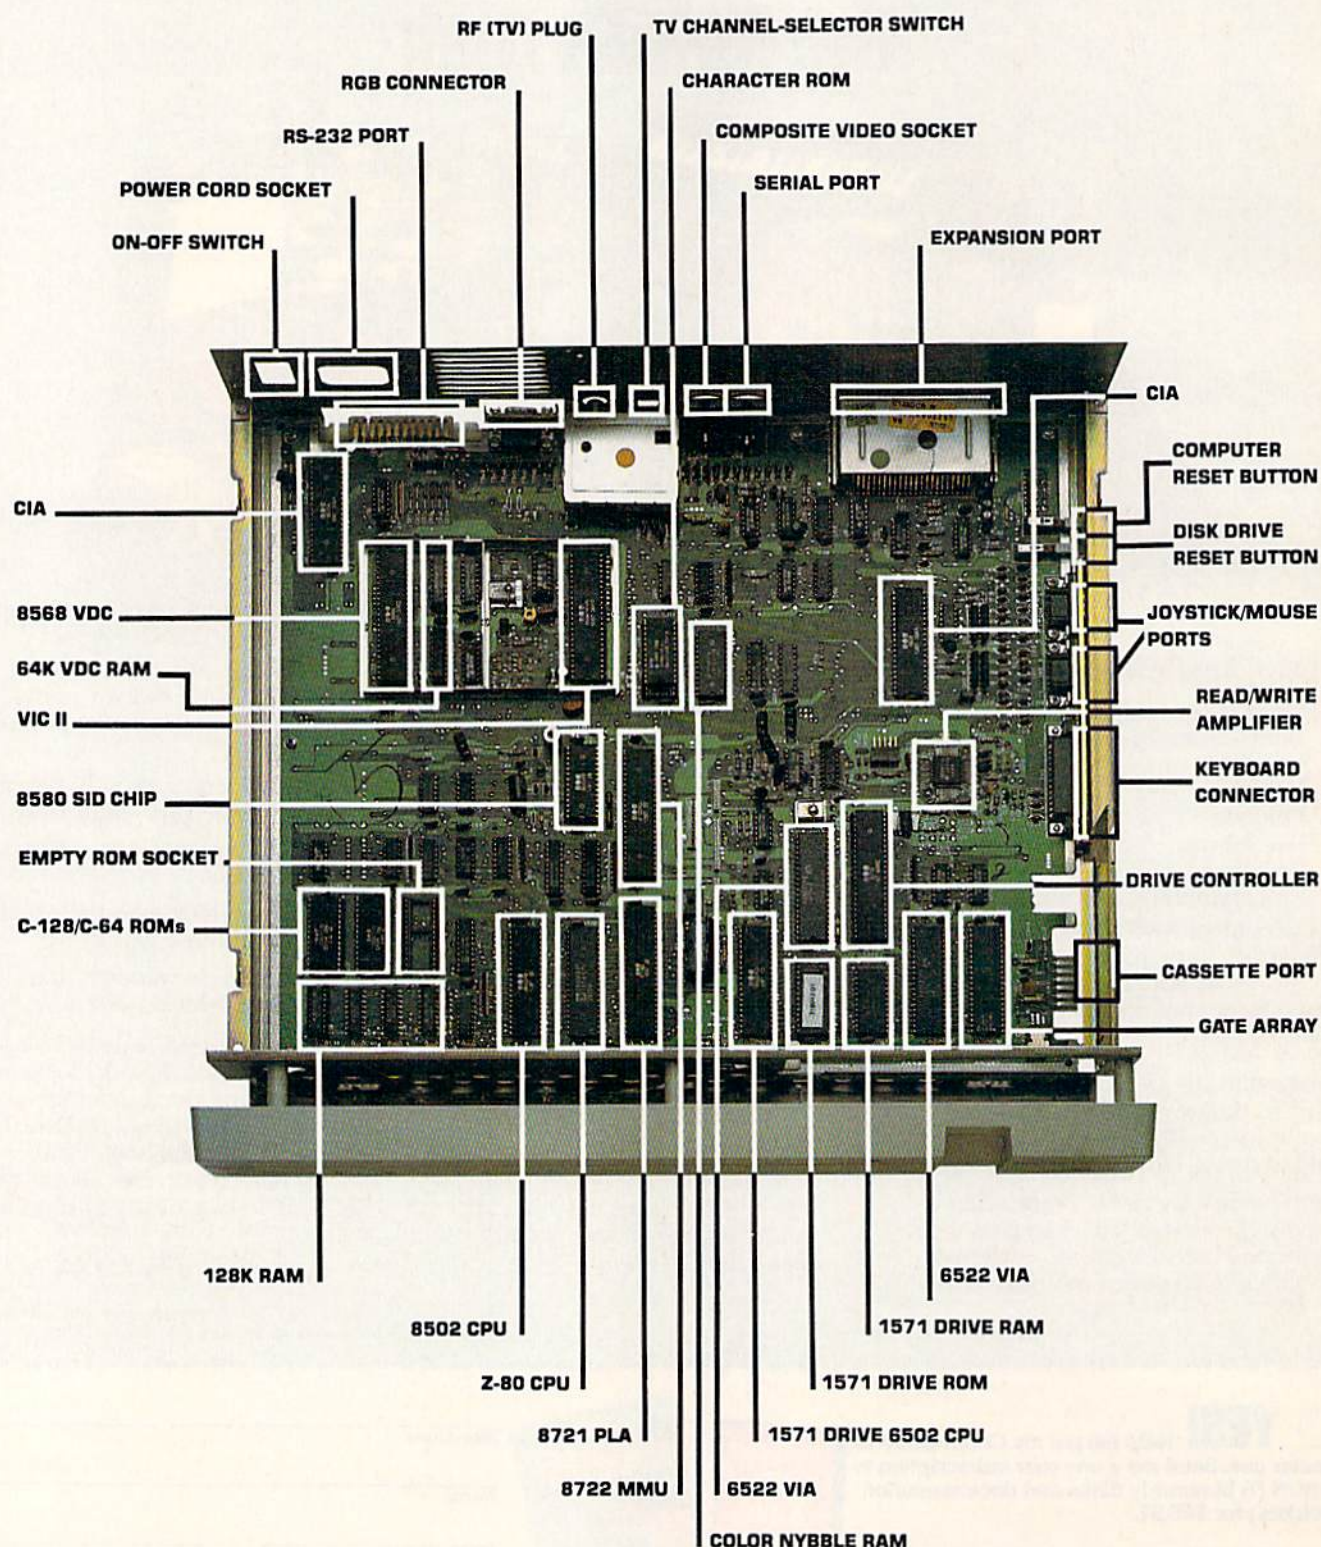 RF (TV) PLUG
TV CHANNEL-SELECTOR SWITCH
RGB CONNECTOR
CHARACTER ROM
RS-232 PORT
COMPOSITE VIDEO SOCKET
POWER CORD SOCKET
SERIAL PORT
ON-OFF SWITCH
EXPANSION PORT
CIA
COMPUTER
RESET BUTTON
CIA
DISK DRIVE
RESET BUTTON
8568 VDC
JOYSTICK/MOUSE
PORTS
64K VDC RAM
READ/WRITE
AMPLIFIER
VIC II
KEYBOARD
CONNECTOR
8580 SID CHIP
EMPTY ROM SOCKET
DRIVE CONTROLLER
C-128/C-64 ROMs
CASSETTE PORT
GATE ARRAY
128K RAM
6522 VIA
8502 CPU
1571 DRIVE RAM
Z-80 CPU
1571 DRIVE ROM
8721 PLA
1571 DRIVE 6502 CPU
8722 MMU
6522 VIA
COLOR NYBBLE RAM